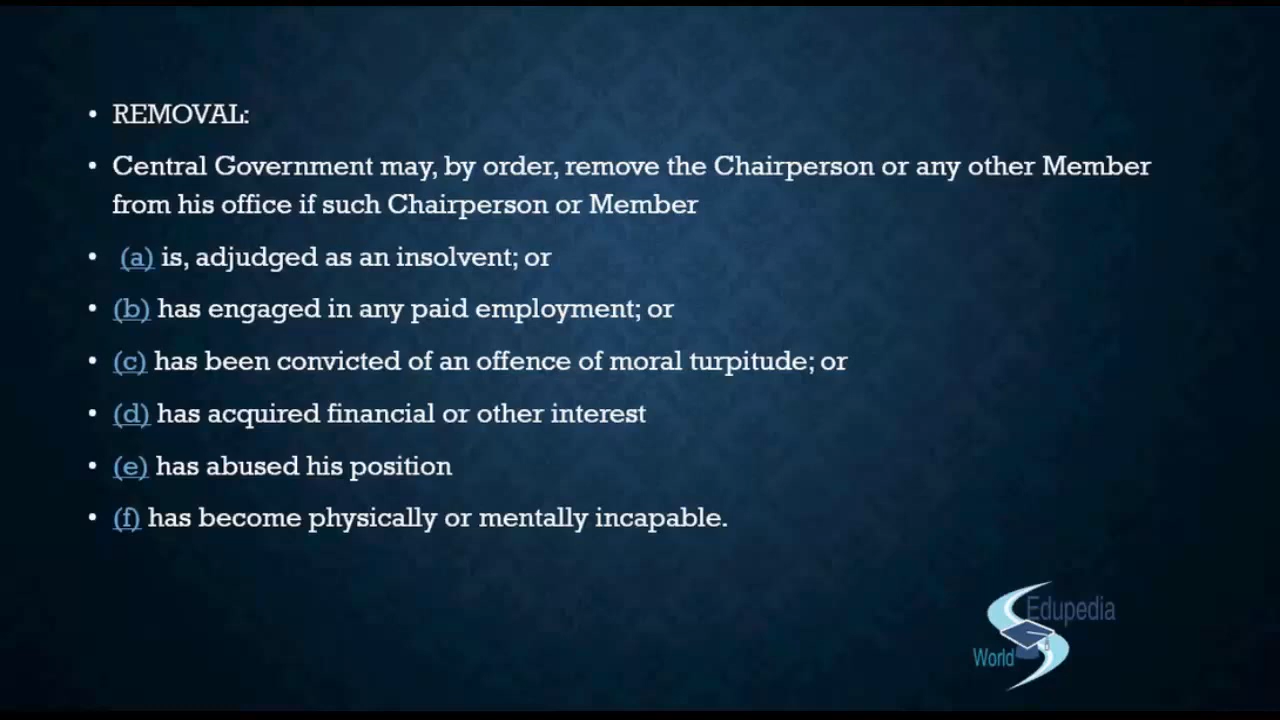 • REMOVAL:
• Central Government may, by order, remove the Chairperson or any other Member
from his office if such Chairperson or Member
• (a) is, adjudged as an insolvent; or
• (b) has engaged in any paid employment; or
• (c) has been convicted of an offence of moral turpitude; or
• (d) has acquired financial or other interest
• (e) has abused his position
• (f) has become physically or mentally incapable.
Edupedia
World